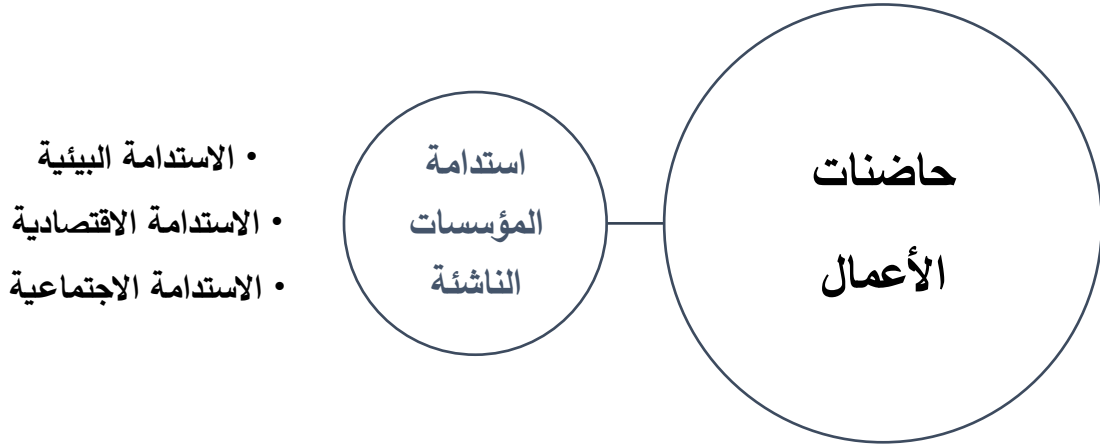 حاضنات
الأعمال
استدامة
المؤسسات
الناشئة
• الاستدامة البيئية
• الاستدامة الاقتصادية
• الاستدامة الاجتماعية